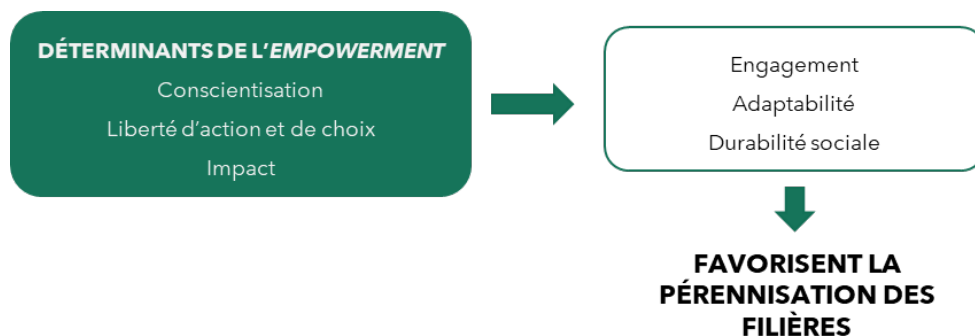 DÉTERMINANTS DE L'EMPOWERMENT
Conscientisation
Liberté d'action et de choix
Impact
Engagement
Adaptabilité
Durabilité sociale
FAVORISENT LA
PÉRENNISATION DES
FILIÈRES